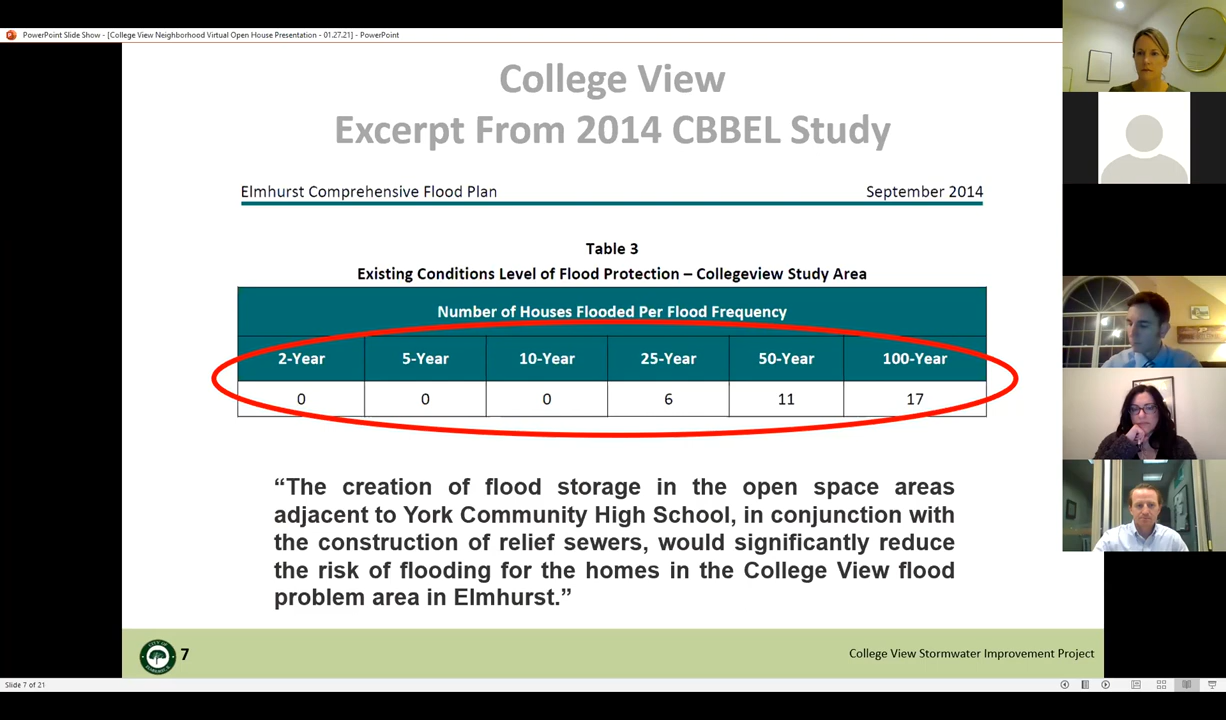 PowerPoint Slide Show - [College View Neighborhood Virtual Open House Presentation - 01.27.21] - PowerPoint
College View
Excerpt From 2014 CBBEL Study
Elmhurst Comprehensive Flood Plan September 2014
Table 3
Existing Conditions Level of Flood Protection – Collegeview Study Area
Number of Houses Flooded Per Flood Frequency
2-Year 5-Year 10-Year 25-Year 50-Year 100-Year
0 0 0 6 11 17
“The creation of flood storage in the open space areas
adjacent to York Community High School, in conjunction with
the construction of relief sewers, would significantly reduce
the risk of flooding for the homes in the College View flood
problem area in Elmhurst.”
7
College View Stormwater Improvement Project
Slide 7 of 21